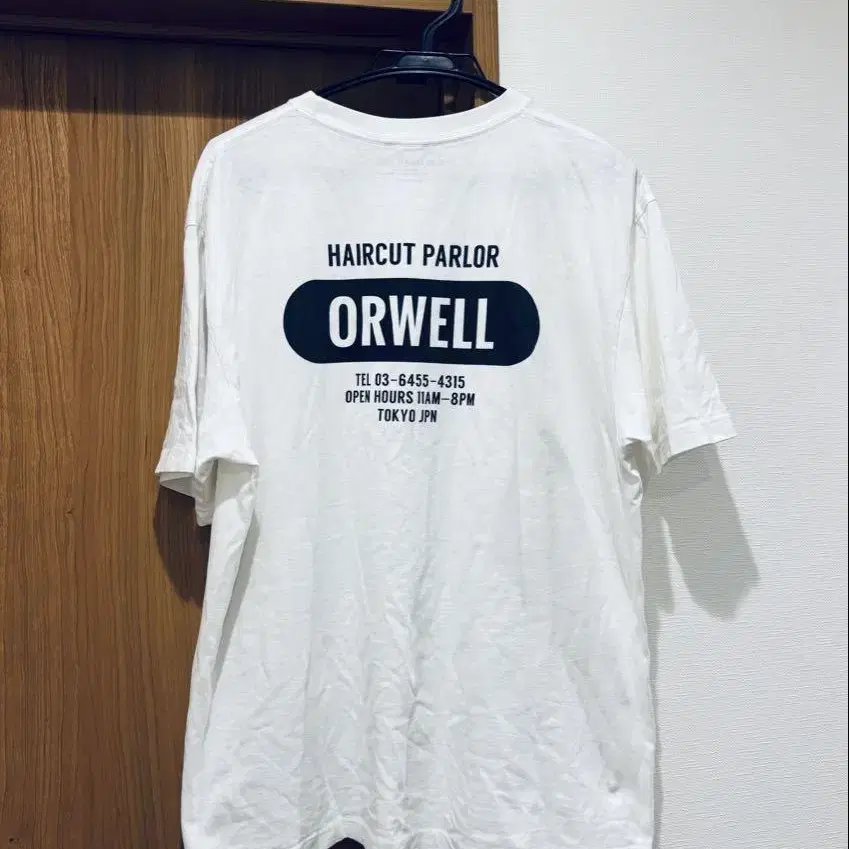 HAIRCUT PARLOR
ORWELL
TEL 03-6455-4315
OPEN HOURS 11AM-8PM
TOKYO JPN